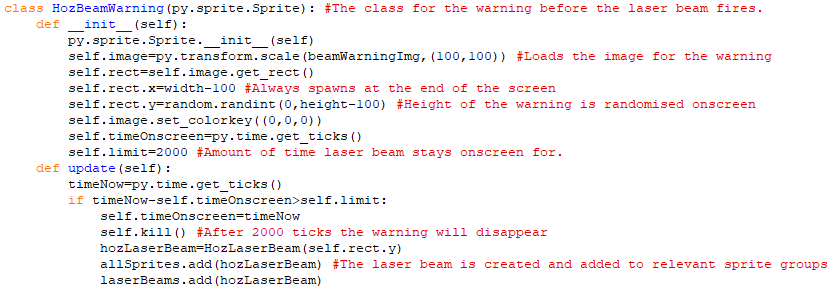 class HozBeamWarning(py.sprite.Sprite): #The class for the warning before the laser beam fires.
    def __init__(self):
        py.sprite.Sprite.__init__(self)
        self.image=py.transform.scale(beamWarningImg,(100,100)) #Loads the image for the warning
        self.rect=self.image.get_rect()
        self.rect.x=width-100 #Always spawns at the end of the screen
        self.rect.y=random.randint(0,height-100) #Height of the warning is randomised onscreen
        self.image.set_colorkey((0,0,0))
        self.timeOnscreen=py.time.get_ticks()
        self.limit=2000 #Amount of time laser beam stays onscreen for.
    def update(self):
        timeNow=py.time.get_ticks()
        if timeNow-self.timeOnscreen>self.limit:
            self.timeOnscreen=timeNow
            self.kill() #After 2000 ticks the warning will disappear
            hozLaserBeam=HozLaserBeam(self.rect.y)
            allSprites.add(hozLaserBeam) #The laser beam is created and added to relevant sprite groups
            laserBeams.add(hozLaserBeam)